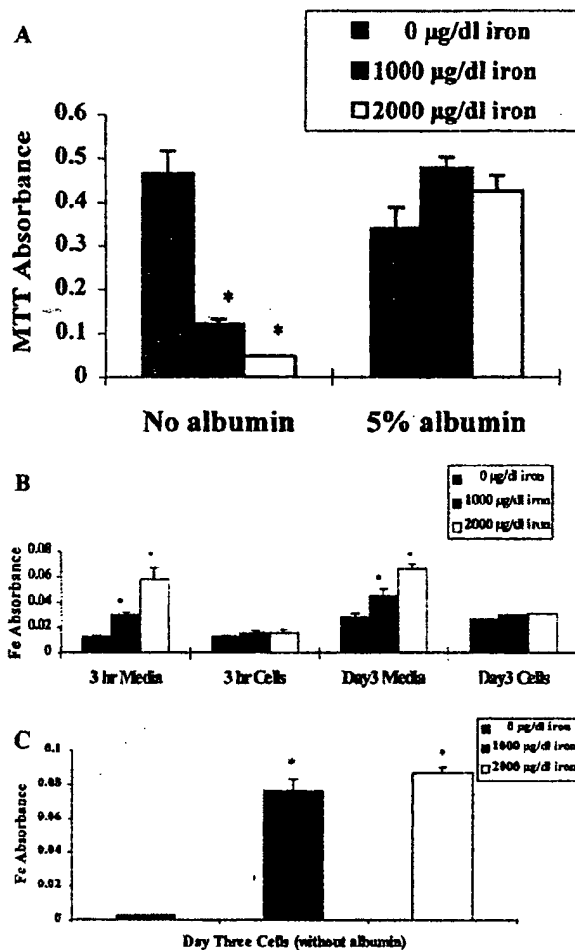 A
0 µg/dl iron
1000 µg/dl iron
2000 µg/dl iron
MTT Absorbance
0.6
0.5
0.4
0.3
0.2
0.1
0
*
*
No albumin
5% albumin
B
0 µg/dl iron
1000 µg/dl iron
2000 µg/dl iron
Fe Absorbance
0.08
0.06
0.04
0.02
0
3 hr Media
3 hr Cells
Day3 Media
Day3 Cells
C
0 µg/dl iron
1000 µg/dl iron
2000 µg/dl iron
Fe Absorbance
0.1
0.08
0.06
0.04
0.02
0
*
*
Day Three Cells (without albumin)